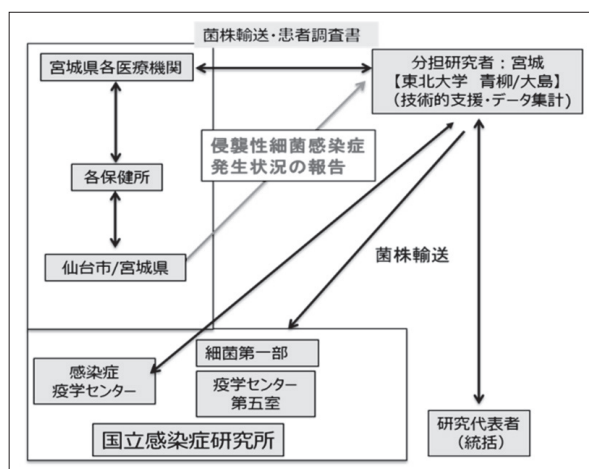 菌株輸送・患者調査書
宮城県各医療機関
分担研究者：宮城
【東北大学 青柳/大島】
(技術的支援・データ集計)
侵襲性細菌感染症
発生状況の報告
各保健所
仙台市/宮城県
菌株輸送
細菌第一部
感染症
疫学センター
疫学センター
第五室
国立感染症研究所
研究代表者
(統括)